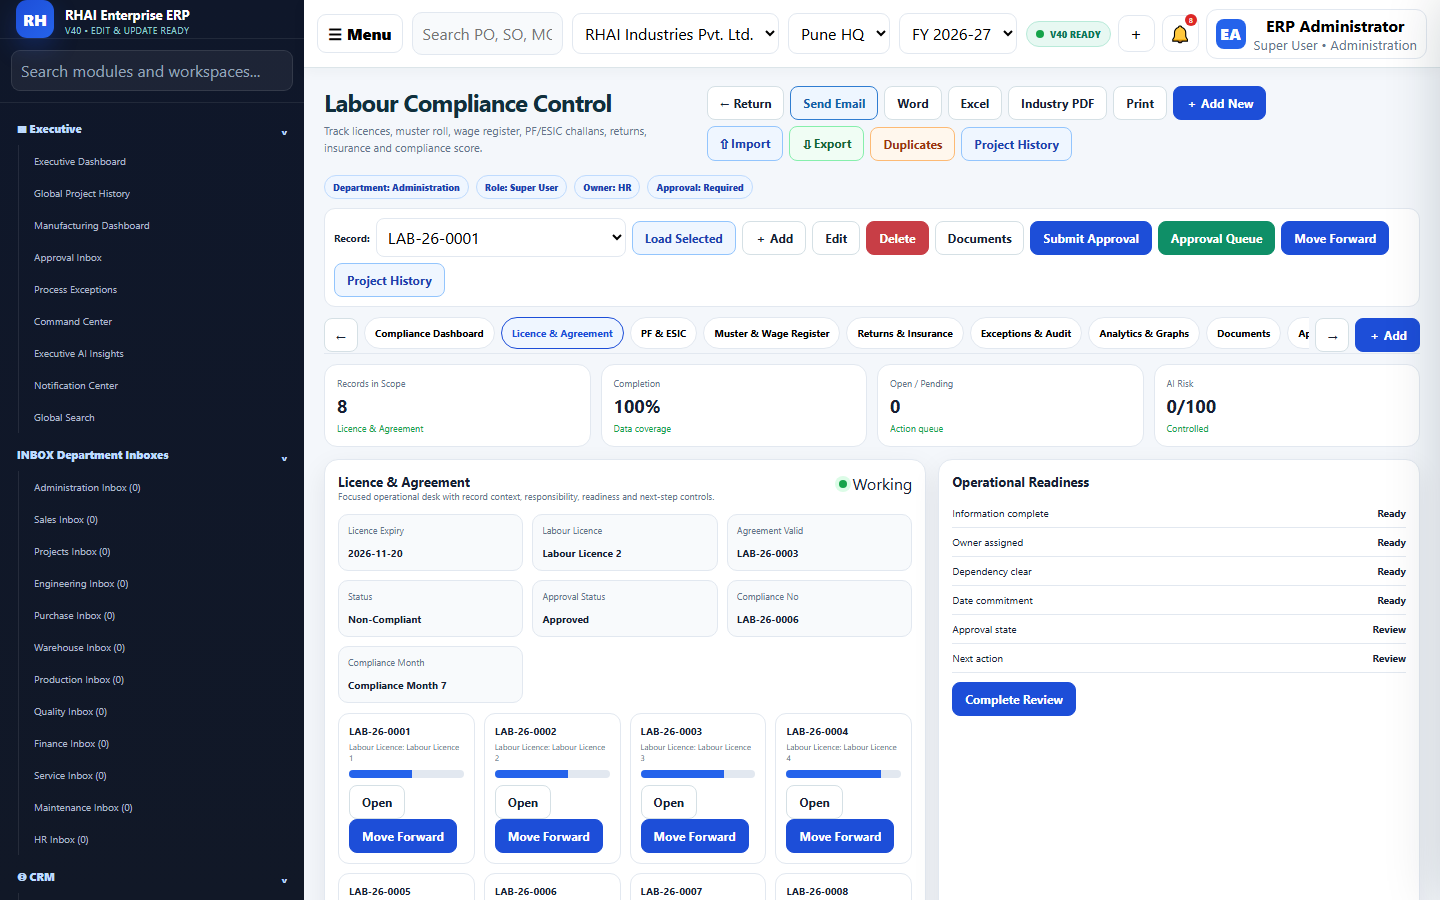 RH
RHAI Enterprise ERP
V40 • EDIT & UPDATE READY
Search modules and workspaces...
Executive
v
Executive Dashboard
Global Project History
Manufacturing Dashboard
Approval Inbox
Process Exceptions
Command Center
Executive AI Insights
Notification Center
Global Search
INBOX Department Inboxes
v
Administration Inbox (0)
Sales Inbox (0)
Projects Inbox (0)
Engineering Inbox (0)
Purchase Inbox (0)
Warehouse Inbox (0)
Production Inbox (0)
Quality Inbox (0)
Finance Inbox (0)
Service Inbox (0)
Maintenance Inbox (0)
HR Inbox (0)
CRM
v
☰ Menu
Search PO, SO, MO
RHAI Industries Pvt. Ltd.
Pune HQ
FY 2026-27
V40 READY
+
8
EA
ERP Administrator
Super User • Administration
Labour Compliance Control
Track licences, muster roll, wage register, PF/ESIC challans, returns,
insurance and compliance score.
← Return
Send Email
Word
Excel
Industry PDF
Print
+ Add New
⇧ Import
⇩ Export
Duplicates
Project History
Department: Administration
Role: Super User
Owner: HR
Approval: Required
Record:
LAB-26-0001
Load Selected
+ Add
Edit
Delete
Documents
Submit Approval
Approval Queue
Move Forward
Project History
←
Compliance Dashboard
Licence & Agreement
PF & ESIC
Muster & Wage Register
Returns & Insurance
Exceptions & Audit
Analytics & Graphs
Documents
Ap
→
+ Add
Records in Scope
8
Licence & Agreement
Completion
100%
Data coverage
Open / Pending
0
Action queue
AI Risk
0/100
Controlled
Licence & Agreement
Focused operational desk with record context, responsibility, readiness and next-step controls.
Working
Licence Expiry
2026-11-20
Labour Licence
Labour Licence 2
Agreement Valid
LAB-26-0003
Status
Non-Compliant
Approval Status
Approved
Compliance No
LAB-26-0006
Compliance Month
Compliance Month 7
LAB-26-0001
Labour Licence: Labour Licence
1
Open
Move Forward
LAB-26-0002
Labour Licence: Labour Licence
2
Open
Move Forward
LAB-26-0003
Labour Licence: Labour Licence
3
Open
Move Forward
LAB-26-0004
Labour Licence: Labour Licence
4
Open
Move Forward
LAB-26-0005
LAB-26-0006
LAB-26-0007
LAB-26-0008
Operational Readiness
Information complete
Ready
Owner assigned
Ready
Dependency clear
Ready
Date commitment
Ready
Approval state
Review
Next action
Review
Complete Review